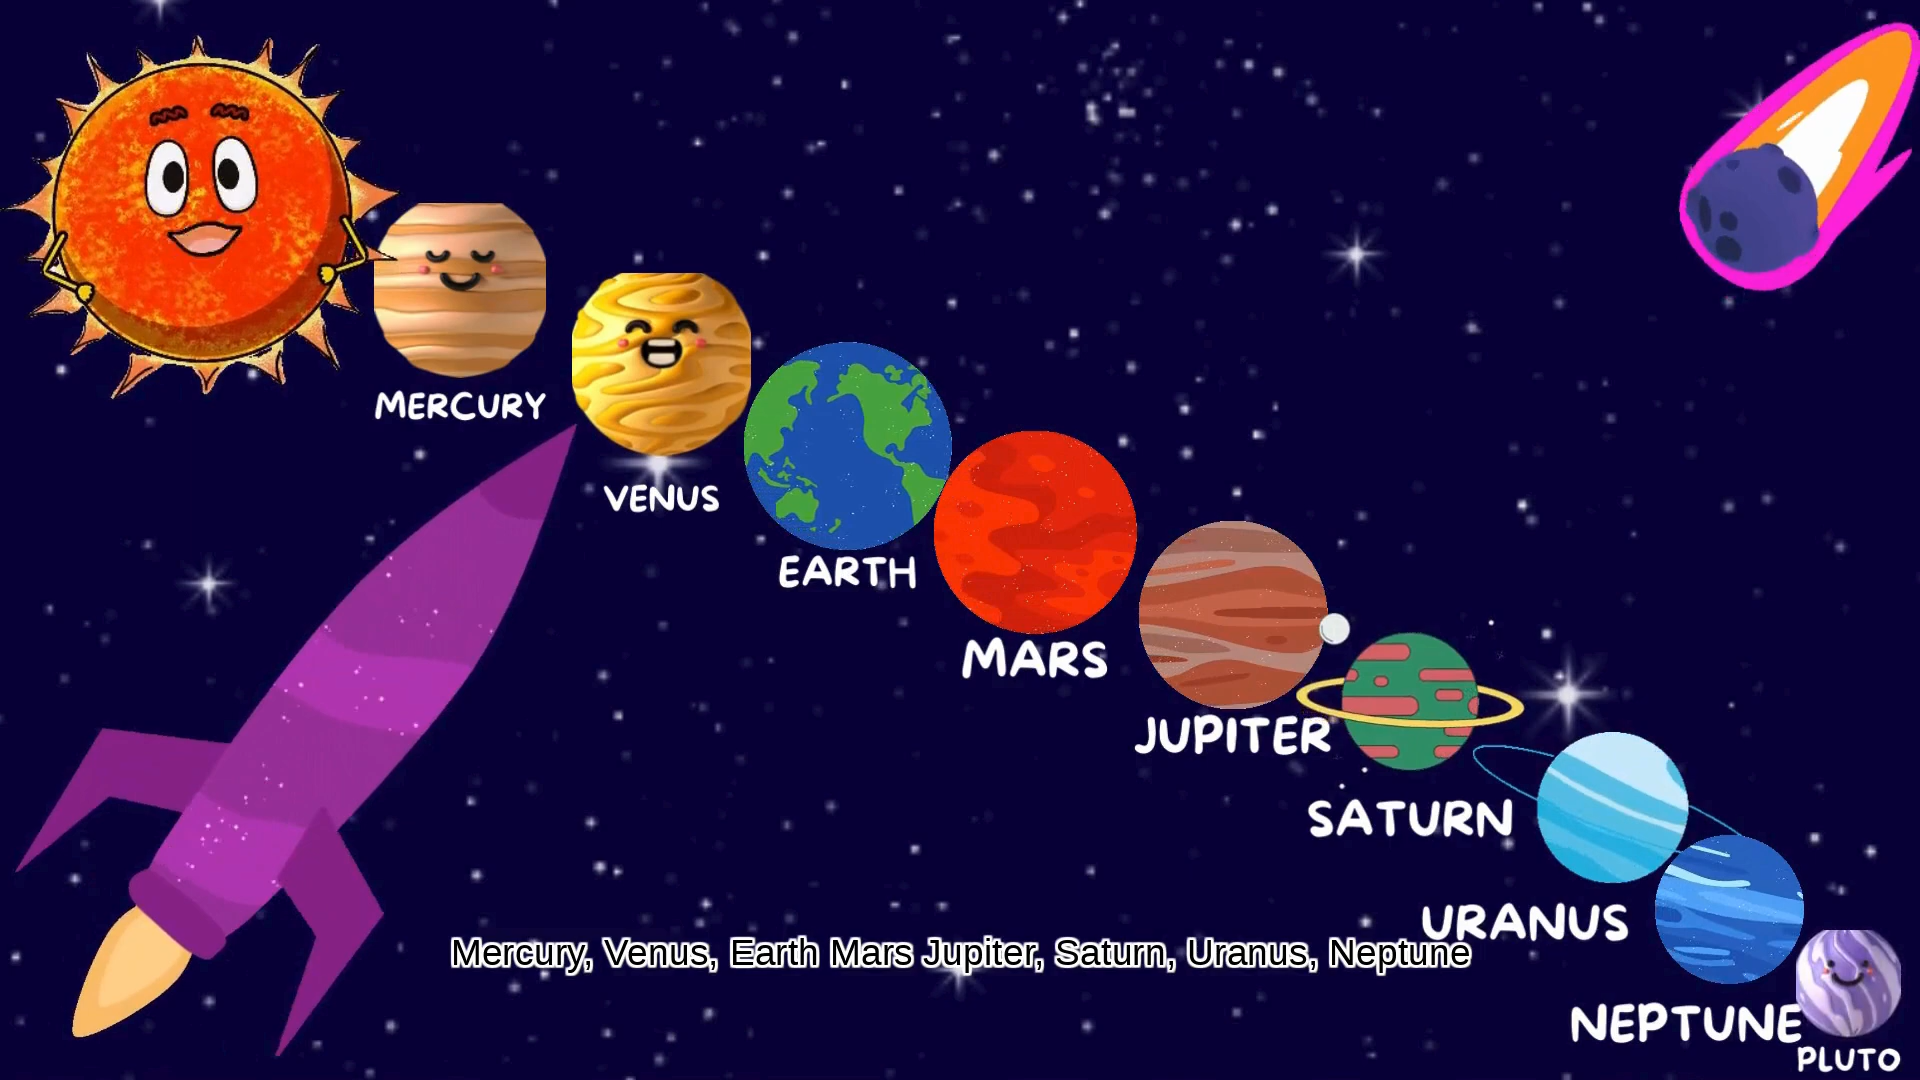 MERCURY
VENUS
EARTH
MARS
JUPITER
SATURN
URANUS
Mercury, Venus, Earth Mars Jupiter, Saturn, Uranus, Neptune
NEPTUNE
PLUTO